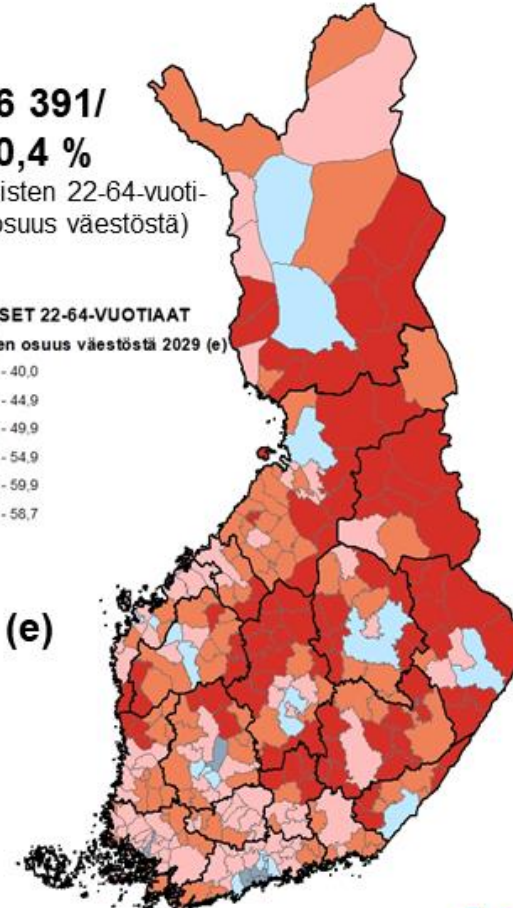 6 391/
0,4 %
isten 22-64-vuoti-
osuus väestöstä)
SET 22-64-VUOTIAAT
en osuus väestöstä 2029 (e)
- 40,0
- 44,9
- 49,9
- 54,9
- 59,9
- 58,7
(e)